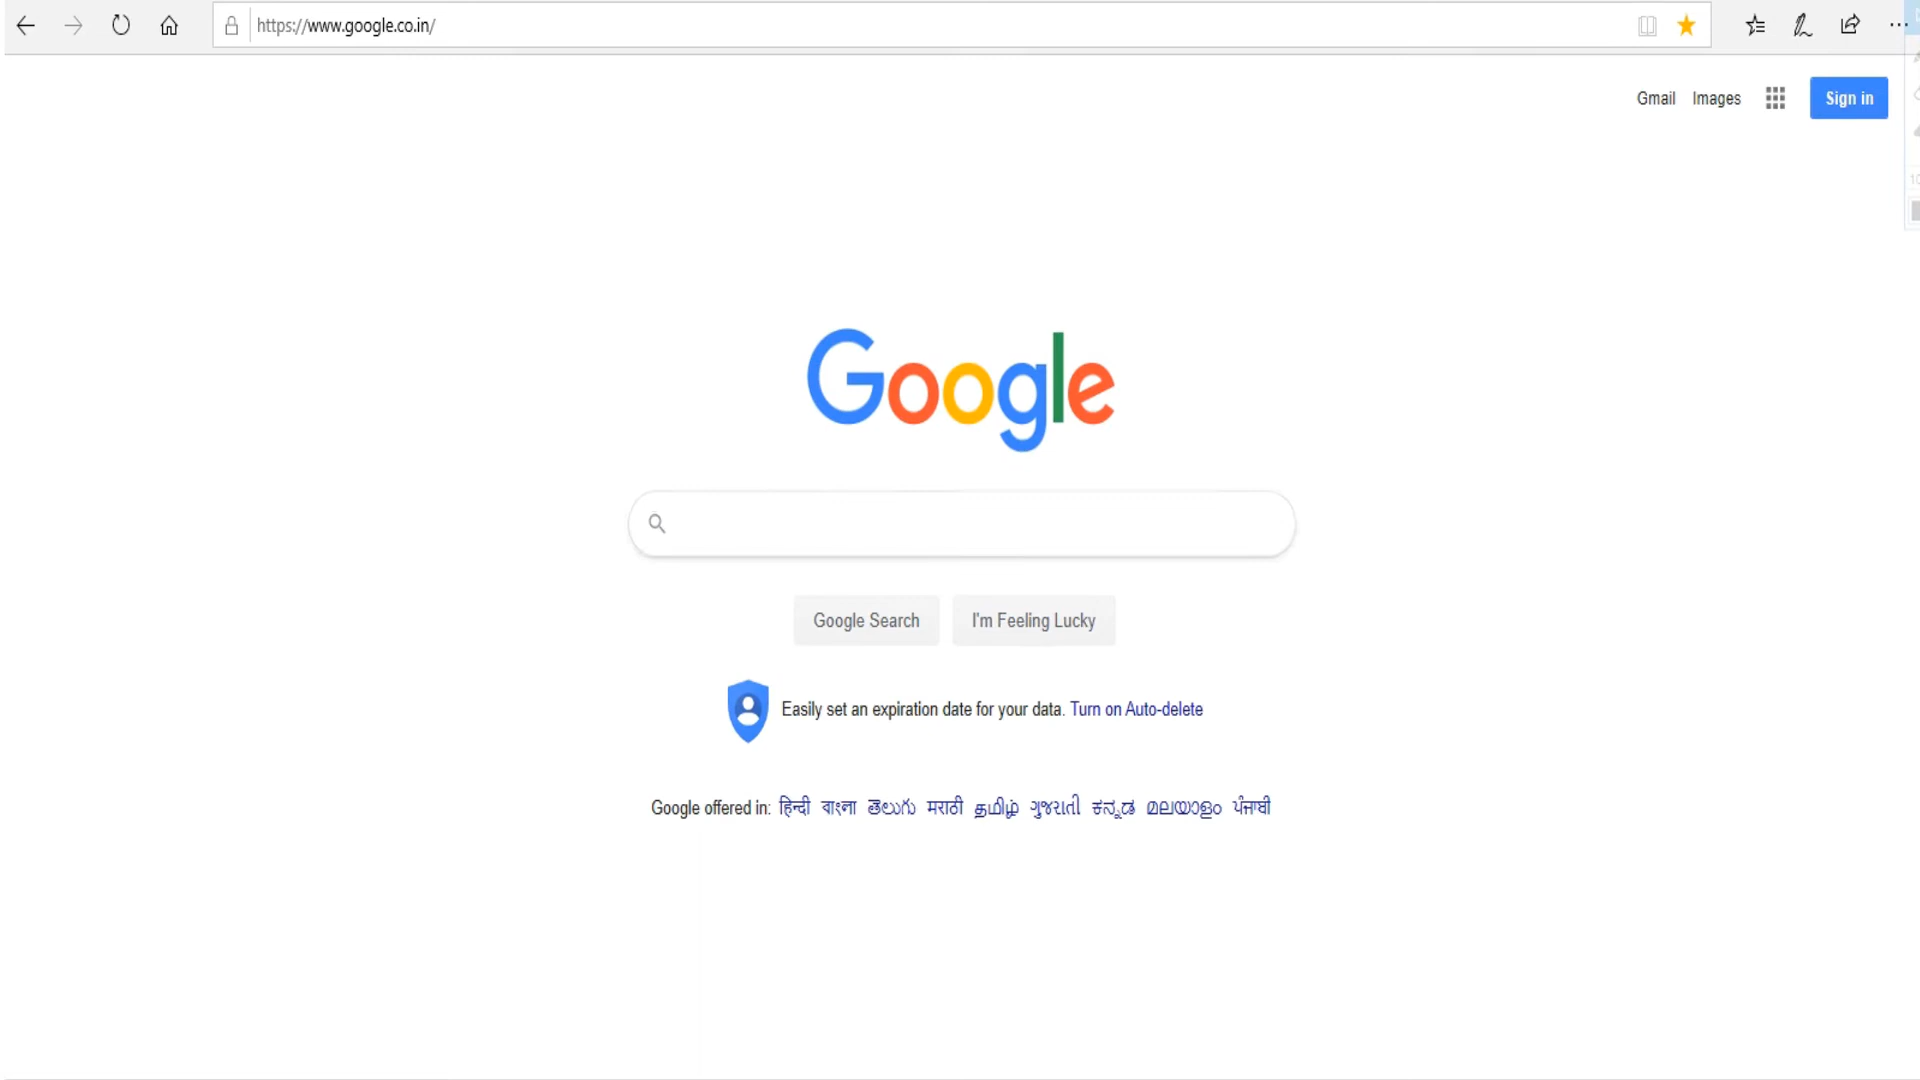 https://www.google.co.in/
Gmail Images Sign in
Google
Google Search I'm Feeling Lucky
Easily set an expiration date for your data. Turn on Auto-delete
Google offered in: हिन्दी বাংলা తెలుగు मराठी தமிழ் ગુજરાતી ಕನ್ನಡ മലയാളം ਪੰਜਾਬੀ